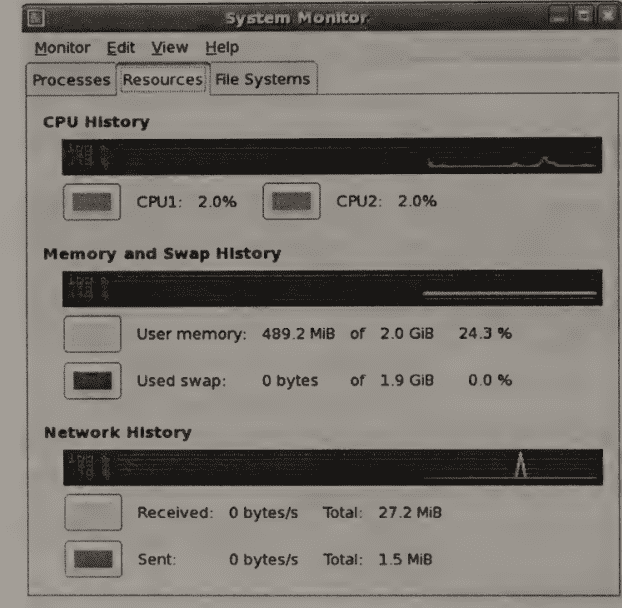 System Monitor
Monitor Edit View Help
Processes Resources File Systems
CPU History
CPU1: 2.0% CPU2: 2.0%
Memory and Swap History
User memory: 489.2 MiB of 2.0 GiB 24.3 %
Used swap: 0 bytes of 1.9 GiB 0.0 %
Network History
Received: 0 bytes/s Total: 27.2 MiB
Sent: 0 bytes/s Total: 1.5 MiB